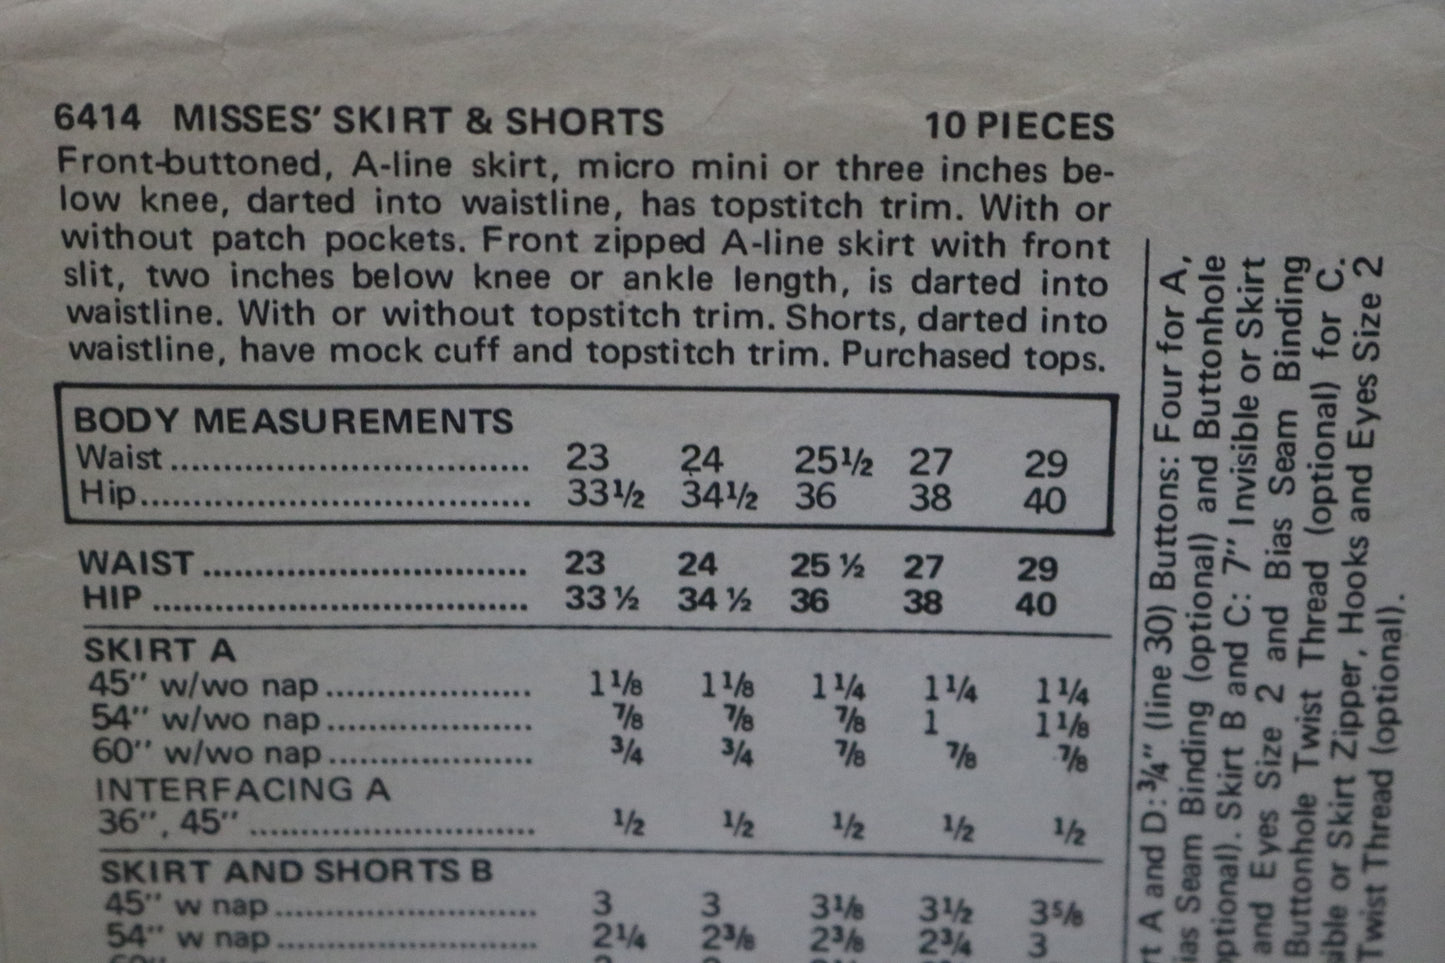 6414 MISSES' SKIRT & SHORTS 10 PIECES
Front-buttoned, A-line skirt, micro mini or three inches be-
low knee, darted into waistline, has topstitch trim. With or
without patch pockets. Front zipped A-line skirt with front
slit, two inches below knee or ankle length, is darted into
waistline. With or without topstitch trim. Shorts, darted into
waistline, have mock cuff and topstitch trim. Purchased tops.
BODY MEASUREMENTS
Waist ................................ 23 24 25½ 27 29
Hip................................... 33½ 34½ 36 38 40
WAIST ................................ 23 24 25 ½ 27 29
HIP .................................... 33 ½ 34 ½ 36 38 40
SKIRT A
45" w/wo nap .................... 1⅛ 1⅛ 1¼ 1¼ 1¼
54" w/wo nap .................... ⅞ ⅞ ⅞ 1 1⅛
60" w/wo nap .................... ¾ ¾ ⅞ ⅞ ⅞
INTERFACING A
36", 45" ............................ ½ ½ ½ ½ ½
SKIRT AND SHORTS B
45" w nap .......................... 3 3 3⅛ 3½ 3⅝
54" w nap .......................... 2¼ 2⅜ 2⅜ 2¾ 3
A and D: ¾" (line 30) Buttons: Four for A,
Seam Binding (optional) and Buttonhole
Skirt B and C: 7" Invisible or Skirt
and Eyes Size 2 and Bias Seam Binding
Buttonhole Twist Thread (optional) for C.
or Skirt Zipper, Hooks and Eyes Size 2
Twist Thread (optional).